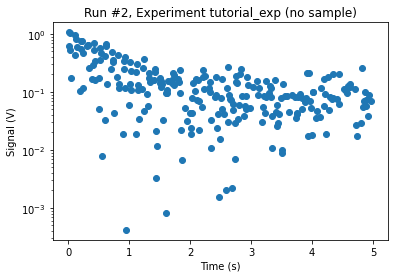 Run #2, Experiment tutorial_exp (no sample)
Signal (V)
10⁰
10⁻¹
10⁻²
10⁻³
0 1 2 3 4 5
Time (s)